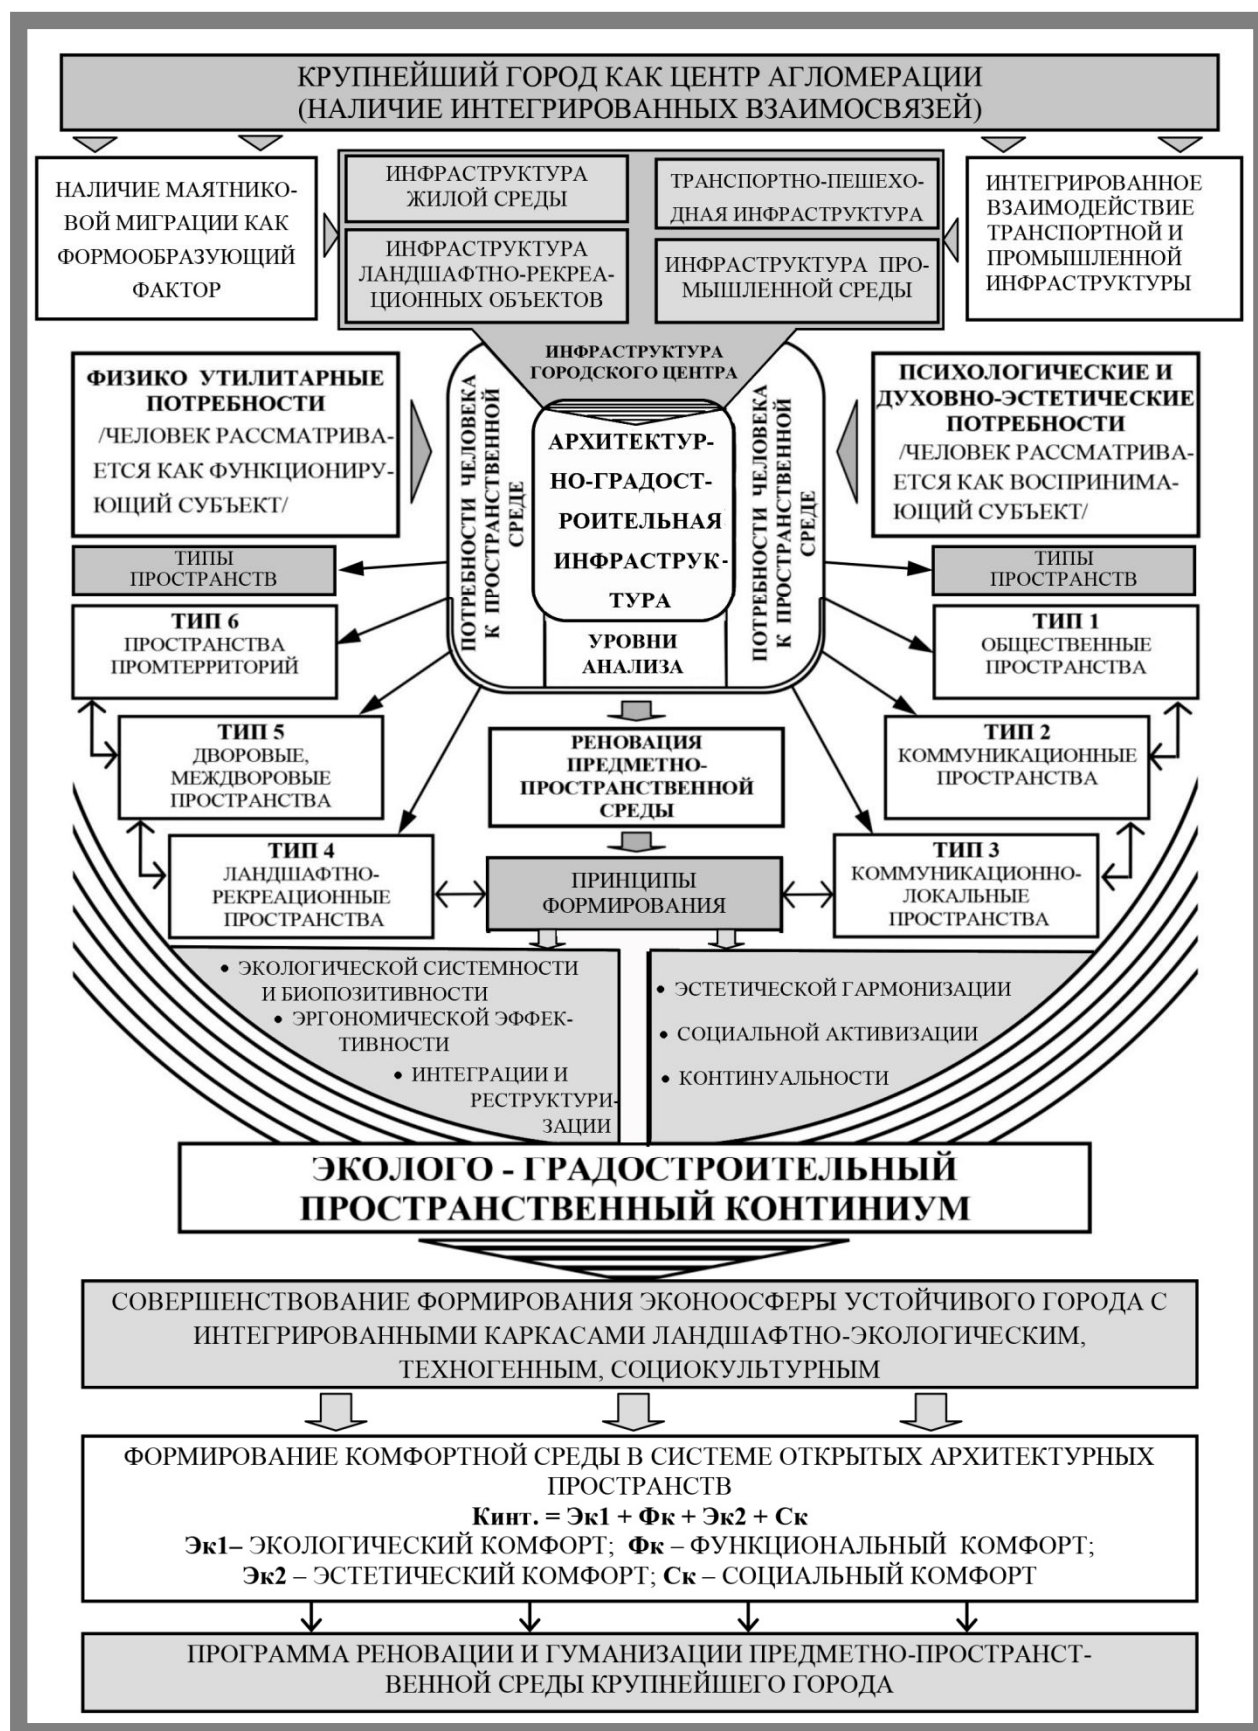 КРУПНЕЙШИЙ ГОРОД КАК ЦЕНТР АГЛОМЕРАЦИИ
(НАЛИЧИЕ ИНТЕГРИРОВАННЫХ ВЗАИМОСВЯЗЕЙ)
НАЛИЧИЕ МАЯТНИКО-
ВОЙ МИГРАЦИИ КАК
ФОРМООБРАЗУЮЩИЙ
ФАКТОР
ИНФРАСТРУКТУРА
ЖИЛОЙ СРЕДЫ
ИНФРАСТРУКТУРА
ЛАНДШАФТНО-РЕКРЕА-
ЦИОННЫХ ОБЪЕКТОВ
ТРАНСПОРТНО-ПЕШЕХО-
ДНАЯ ИНФРАСТРУКТУРА
ИНФРАСТРУКТУРА ПРО-
МЫШЛЕННОЙ СРЕДЫ
ИНТЕГРИРОВАННОЕ
ВЗАИМОДЕЙСТВИЕ
ТРАНСПОРТНОЙ И
ПРОМЫШЛЕННОЙ
ИНФРАСТРУКТУРЫ
ИНФРАСТРУКТУРА
ГОРОДСКОГО ЦЕНТРА
ФИЗИКО УТИЛИТАРНЫЕ
ПОТРЕБНОСТИ
/ЧЕЛОВЕК РАССМАТРИВА-
ЕТСЯ КАК ФУНКЦИОНИРУ-
ЮЩИЙ СУБЪЕКТ/
ПОТРЕБНОСТИ ЧЕЛОВЕКА
К ПРОСТРАНСТВЕННОЙ
СРЕДЕ
АРХИТЕКТУР-
НО-ГРАДОСТ-
РОИТЕЛЬНАЯ
ИНФРАСТРУК-
ТУРА
УРОВНИ
АНАЛИЗА
ПОТРЕБНОСТИ ЧЕЛОВЕКА
К ПРОСТРАНСТВЕННОЙ
СРЕДЕ
ПСИХОЛОГИЧЕСКИЕ И
ДУХОВНО-ЭСТЕТИЧЕСКИЕ
ПОТРЕБНОСТИ
/ЧЕЛОВЕК РАССМАТРИВА-
ЕТСЯ КАК ВОСПРИНИМА-
ЮЩИЙ СУБЪЕКТ/
ТИПЫ
ПРОСТРАНСТВ
ТИПЫ
ПРОСТРАНСТВ
ТИП 6
ПРОСТРАНСТВА
ПРОМТЕРРИТОРИЙ
ТИП 1
ОБЩЕСТВЕННЫЕ
ПРОСТРАНСТВА
ТИП 5
ДВОРОВЫЕ,
МЕЖДВОРОВЫЕ
ПРОСТРАНСТВА
РЕНОВАЦИЯ
ПРЕДМЕТНО-
ПРОСТРАНСТВЕННОЙ
СРЕДЫ
ТИП 2
КОММУНИКАЦИОННЫЕ
ПРОСТРАНСТВА
ТИП 4
ЛАНДШАФТНО-
РЕКРЕАЦИОННЫЕ
ПРОСТРАНСТВА
ПРИНЦИПЫ
ФОРМИРОВАНИЯ
ТИП 3
КОММУНИКАЦИОННО-
ЛОКАЛЬНЫЕ
ПРОСТРАНСТВА
• ЭКОЛОГИЧЕСКОЙ СИСТЕМНОСТИ
И БИОПОЗИТИВНОСТИ
• ЭРГОНОМИЧЕСКОЙ ЭФФЕК-
ТИВНОСТИ
• ИНТЕГРАЦИИ И
РЕСТРУКТУРИ-
ЗАЦИИ
• ЭСТЕТИЧЕСКОЙ ГАРМОНИЗАЦИИ
• СОЦИАЛЬНОЙ АКТИВИЗАЦИИ
• КОНТИНУАЛЬНОСТИ
ЭКОЛОГО - ГРАДОСТРОИТЕЛЬНЫЙ
ПРОСТРАНСТВЕННЫЙ КОНТИНИУМ
СОВЕРШЕНСТВОВАНИЕ ФОРМИРОВАНИЯ ЭКОНООСФЕРЫ УСТОЙЧИВОГО ГОРОДА С
ИНТЕГРИРОВАННЫМИ КАРКАСАМИ ЛАНДШАФТНО-ЭКОЛОГИЧЕСКИМ,
ТЕХНОГЕННЫМ, СОЦИОКУЛЬТУРНЫМ
ФОРМИРОВАНИЕ КОМФОРТНОЙ СРЕДЫ В СИСТЕМЕ ОТКРЫТЫХ АРХИТЕКТУРНЫХ
ПРОСТРАНСТВ
Кинт. = Эк1 + Фк + Эк2 + Ск
Эк1– ЭКОЛОГИЧЕСКИЙ КОМФОРТ; Фк – ФУНКЦИОНАЛЬНЫЙ КОМФОРТ;
Эк2 – ЭСТЕТИЧЕСКИЙ КОМФОРТ; Ск – СОЦИАЛЬНЫЙ КОМФОРТ
ПРОГРАММА РЕНОВАЦИИ И ГУМАНИЗАЦИИ ПРЕДМЕТНО-ПРОСТРАНСТ-
ВЕННОЙ СРЕДЫ КРУПНЕЙШЕГО ГОРОДА